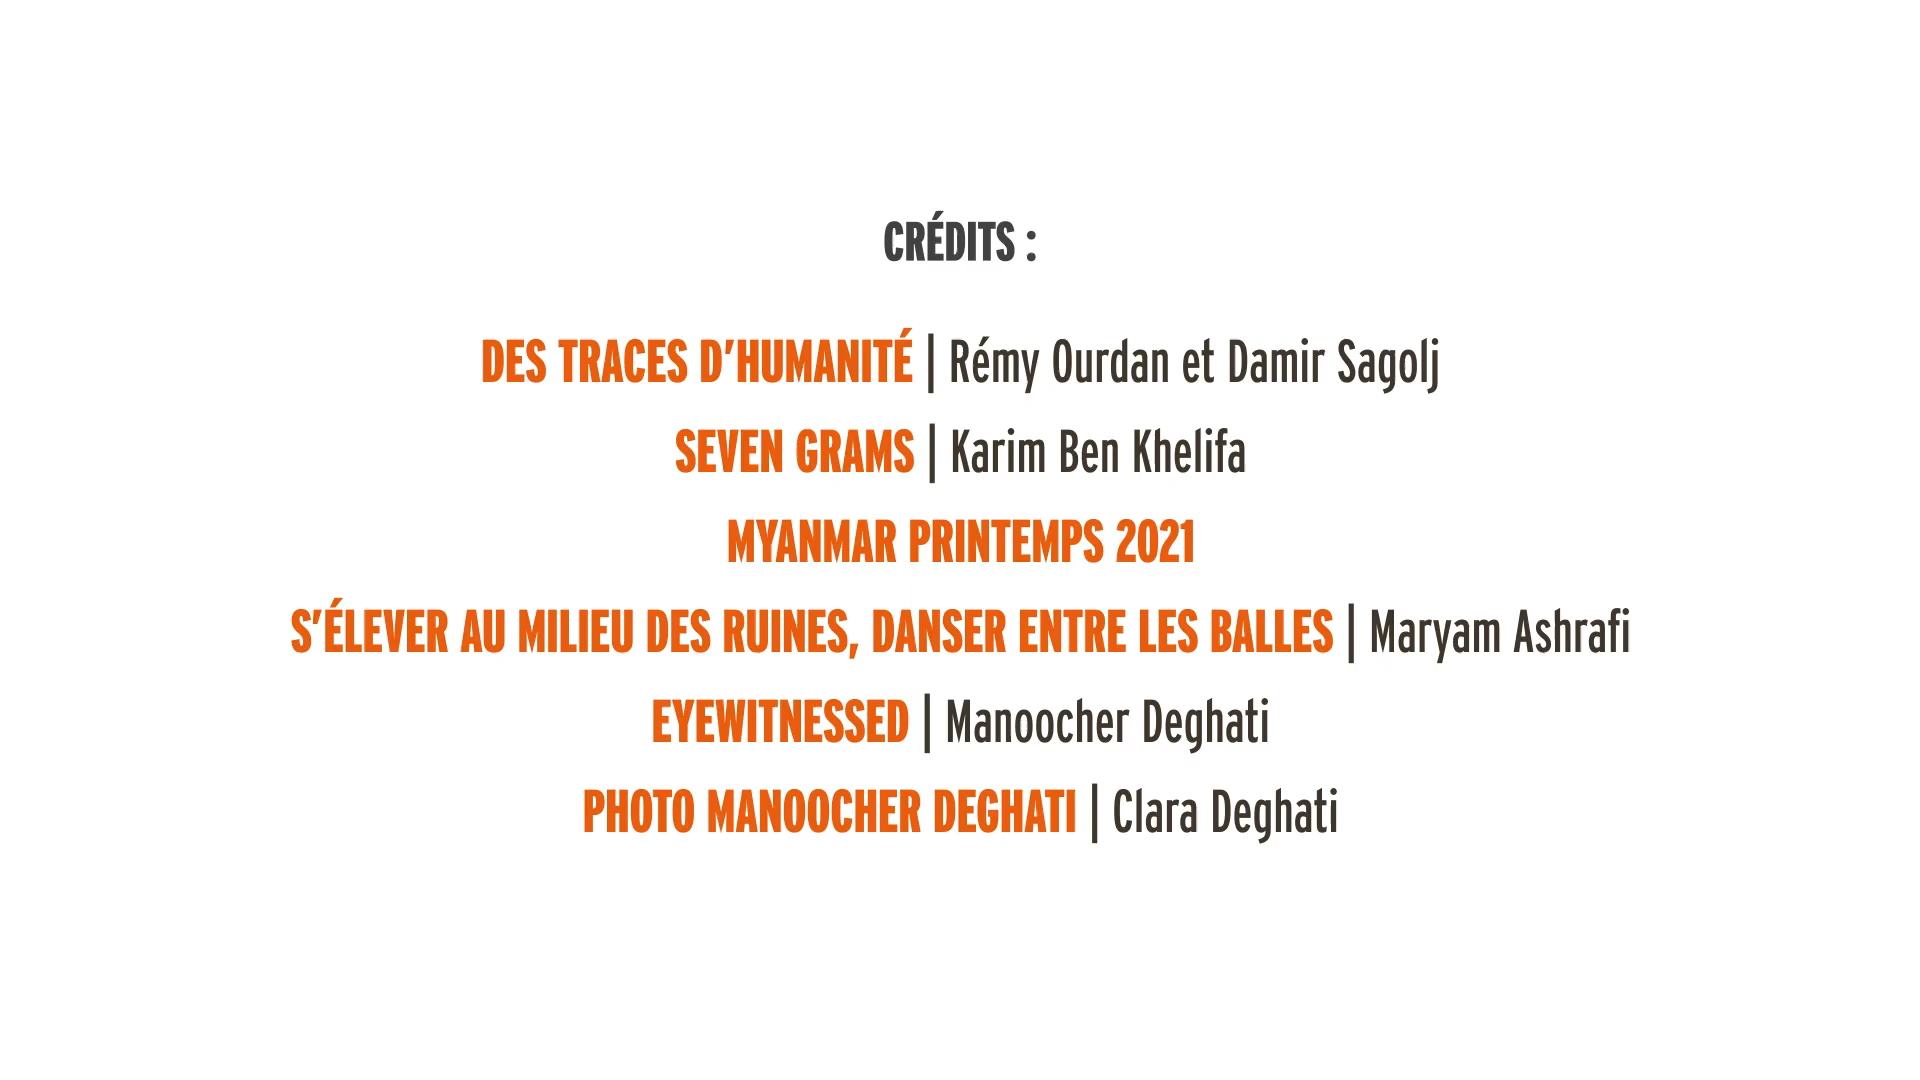 CRÉDITS :
DES TRACES D’HUMANITÉ | Rémy Ourdan et Damir Sagolj
SEVEN GRAMS | Karim Ben Khelifa
MYANMAR PRINTEMPS 2021
S’ÉLEVER AU MILIEU DES RUINES, DANSER ENTRE LES BALLES | Maryam Ashrafi
EYEWITNESSED | Manoocher Deghati
PHOTO MANOOCHER DEGHATI | Clara Deghati